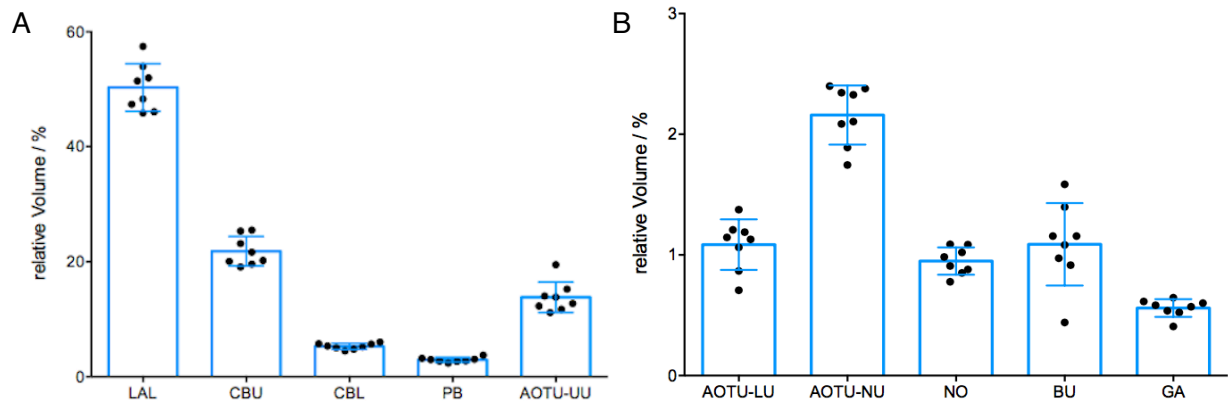 A
relative Volume / %
60
40
20
0
LAL CBU CBL PB AOTU-UU
B
relative Volume / %
3
2
1
0
AOTU-LU AOTU-NU NO BU GA